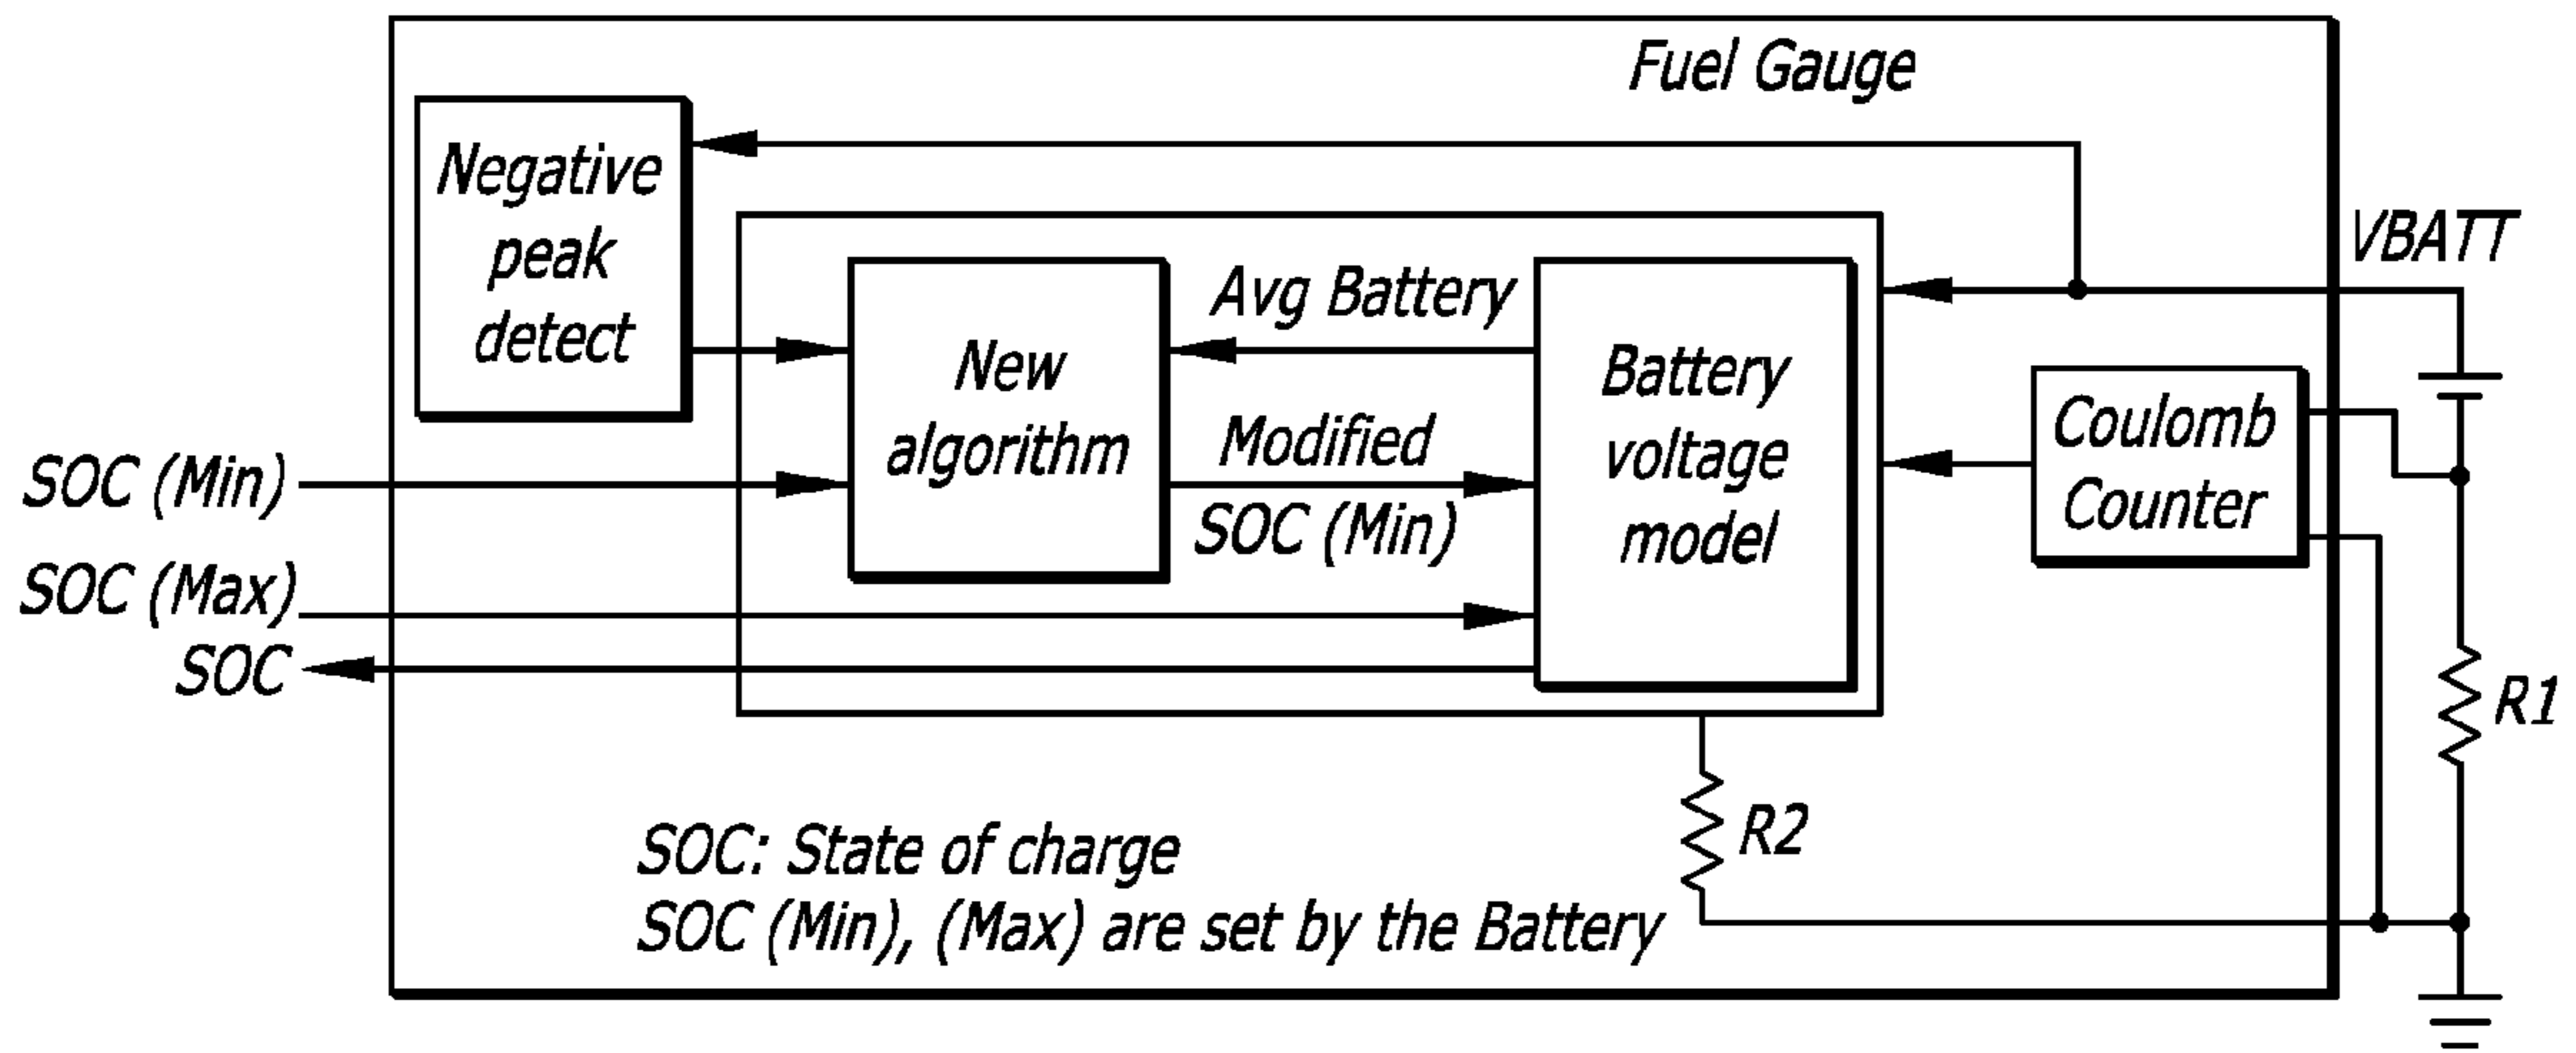 Fuel Gauge
Negative
peak
detect
VBATT
Avg Battery
New
algorithm
Battery
voltage
model
Modified
SOC (Min)
Coulomb
Counter
SOC (Min)
SOC (Max)
SOC
R1
R2
SOC: State of charge
SOC (Min), (Max) are set by the Battery